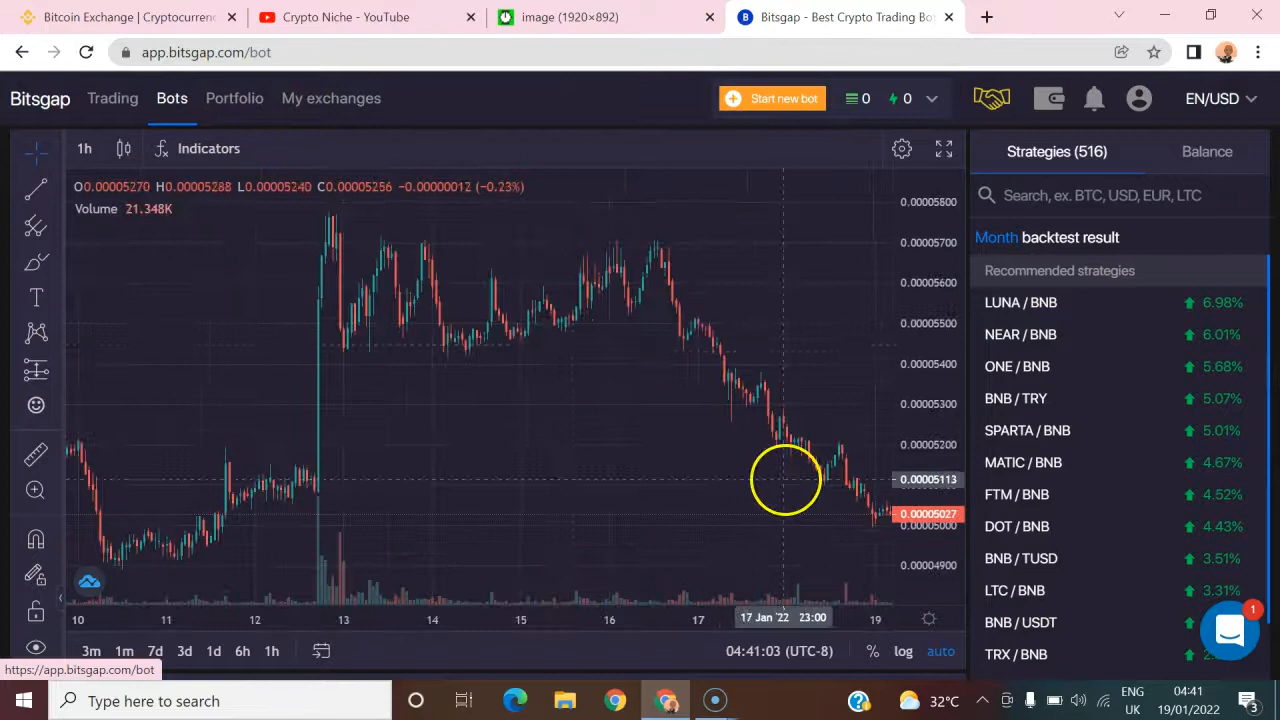 Bitcoin Exchange | Cryptocurren
Crypto Niche - YouTube
image (1920×892)
Bitsgap - Best Crypto Trading Bo
app.bitsgap.com/bot
Bitsgap
Trading
Bots
Portfolio
My exchanges
Start new bot
0
0
EN/USD
1h
Indicators
Strategies (516)
Balance
O0.00005270 H0.00005288 L0.00005240 C0.00005256 −0.00000012 (−0.23%)
Volume 21.348K
Search, ex. BTC, USD, EUR, LTC
Month backtest result
Recommended strategies
LUNA / BNB 6.98%
NEAR / BNB 6.01%
ONE / BNB 5.68%
BNB / TRY 5.07%
SPARTA / BNB 5.01%
MATIC / BNB 4.67%
FTM / BNB 4.52%
DOT / BNB 4.43%
BNB / TUSD 3.51%
LTC / BNB 3.31%
BNB / USDT
TRX / BNB
1
0.00005800
0.00005700
0.00005600
0.00005500
0.00005400
0.00005300
0.00005200
0.00005113
0.00005027
0.00005000
0.00004900
10 11 12 13 14 15 16 17 17 Jan '22 23:00 19
3m 1m 7d 3d 1d 6h 1h
04:41:03 (UTC-8)
% log auto
https://app.bitsgap.com/bot
Type here to search
32°C
ENG
UK
04:41
19/01/2022
3